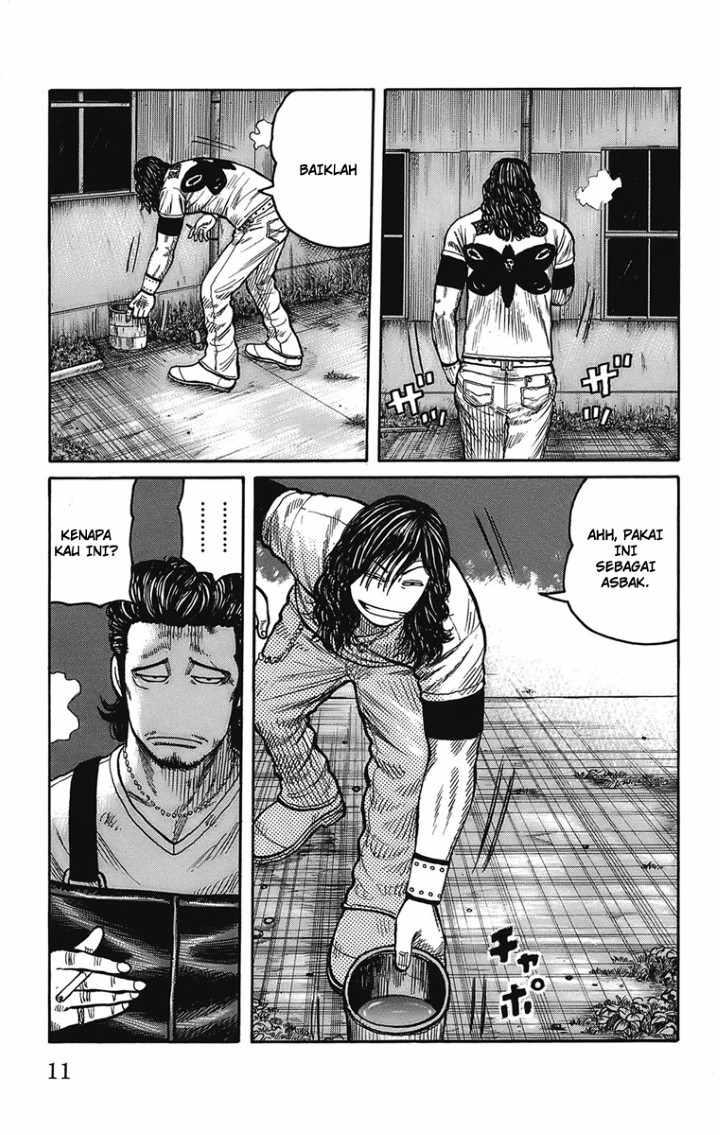 ザッ
ザッ
BAIKLAH
AHH, PAKAI
INI
SEBAGAI
ASBAK.
チャポ
.........
KENAPA
KAU INI?
11